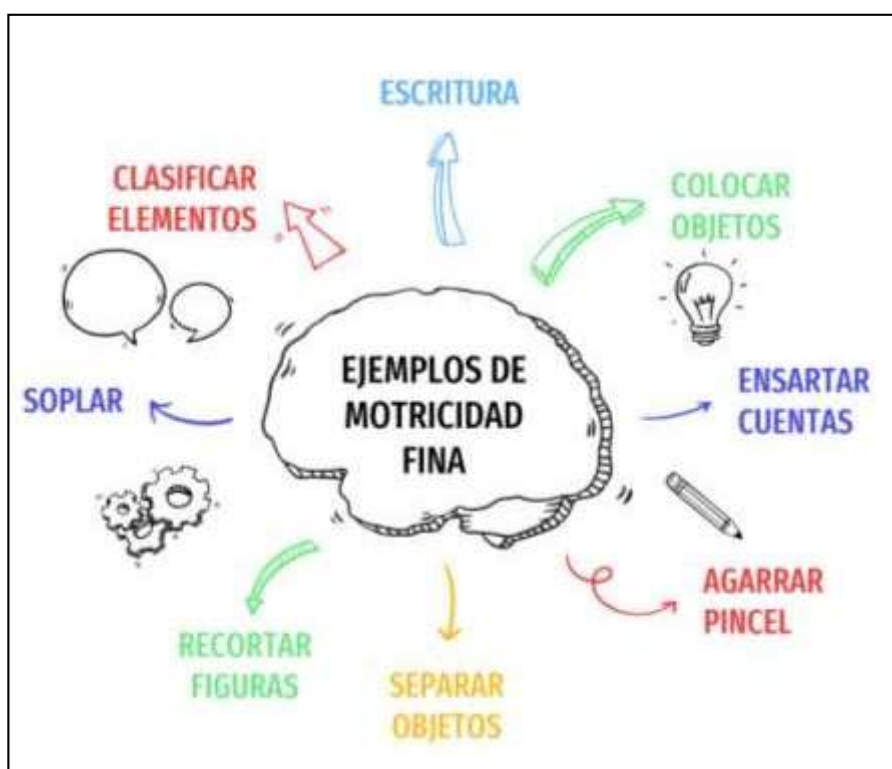 ESCRITURA
CLASIFICAR
ELEMENTOS
COLOCAR
OBJETOS
EJEMPLOS DE
MOTRICIDAD
FINA
SOPLAR
ENSARTAR
CUENTAS
AGARRAR
PINCEL
RECORTAR
FIGURAS
SEPARAR
OBJETOS